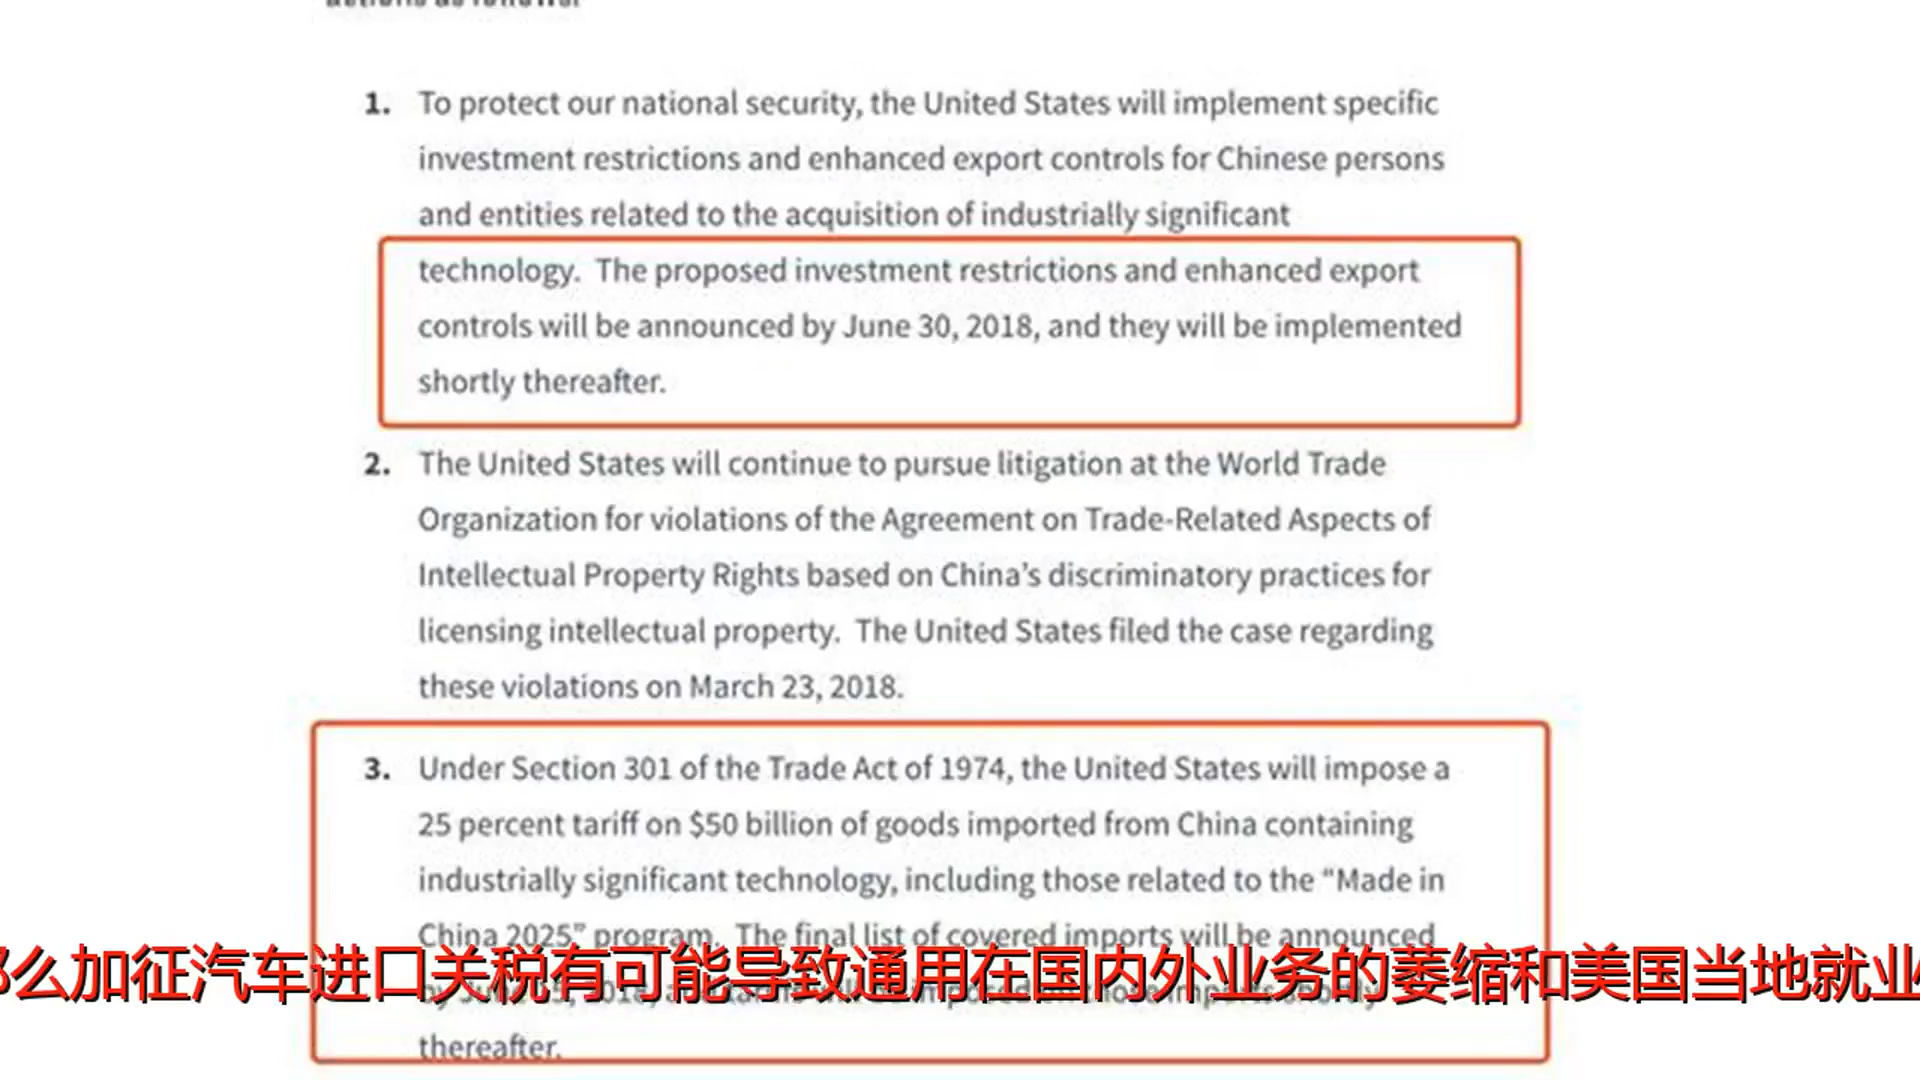 1. To protect our national security, the United States will implement specific
investment restrictions and enhanced export controls for Chinese persons
and entities related to the acquisition of industrially significant
technology. The proposed investment restrictions and enhanced export
controls will be announced by June 30, 2018, and they will be implemented
shortly thereafter.
2. The United States will continue to pursue litigation at the World Trade
Organization for violations of the Agreement on Trade-Related Aspects of
Intellectual Property Rights based on China's discriminatory practices for
licensing intellectual property. The United States filed the case regarding
these violations on March 23, 2018.
3. Under Section 301 of the Trade Act of 1974, the United States will impose a
25 percent tariff on $50 billion of goods imported from China containing
industrially significant technology, including those related to the “Made in
China 2025” program. The final list of covered imports will be announced
么加征汽车进口关税有可能导致通用在国内外业务的萎缩和美国当地就业
thereafter.